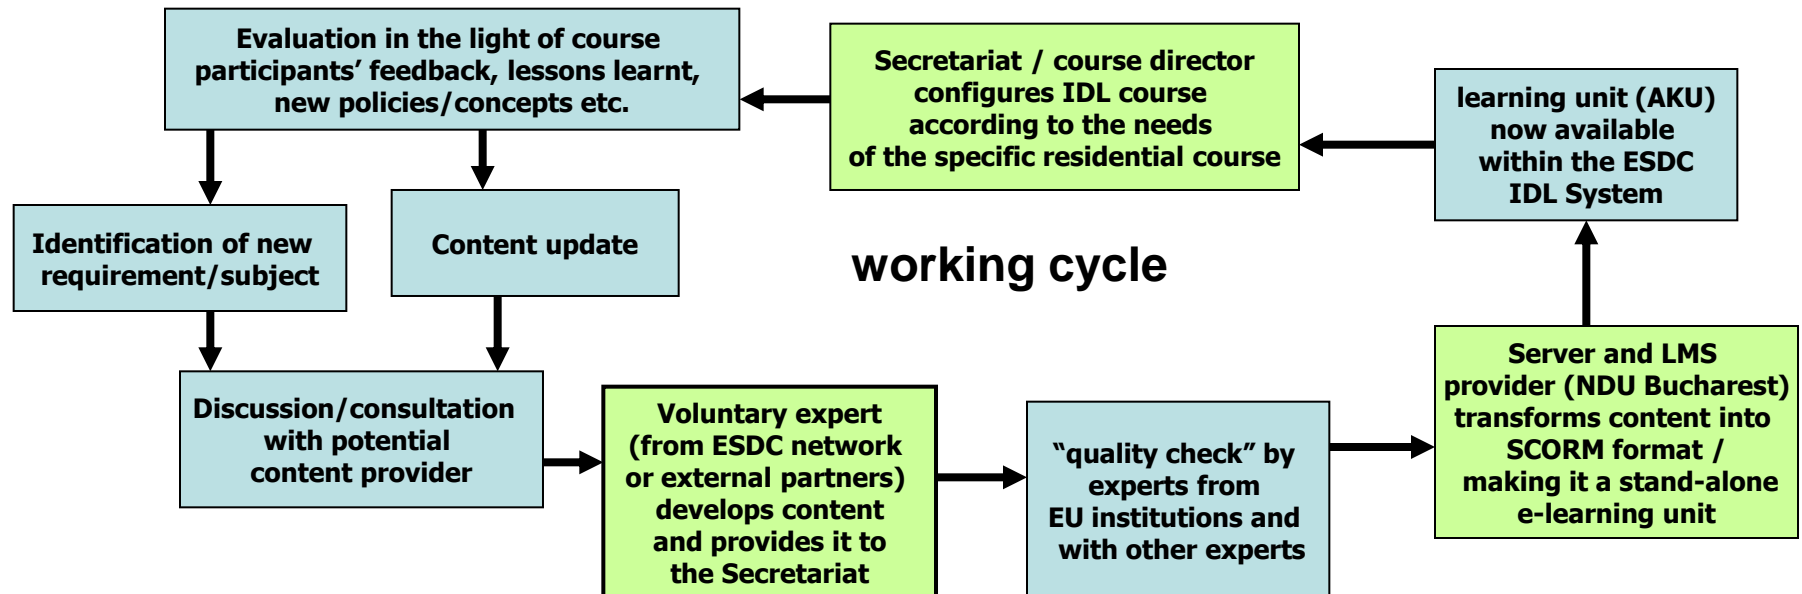 Evaluation in the light of course
participants’ feedback, lessons learnt,
new policies/concepts etc.
Secretariat / course director
configures IDL course
according to the needs
of the specific residential course
learning unit (AKU)
now available
within the ESDC
IDL System
Identification of new
requirement/subject
Content update
working cycle
Discussion/consultation
with potential
content provider
Voluntary expert
(from ESDC network
or external partners)
develops content
and provides it to
the Secretariat
“quality check” by
experts from
EU institutions and
with other experts
Server and LMS
provider (NDU Bucharest)
transforms content into
SCORM format /
making it a stand-alone
e-learning unit